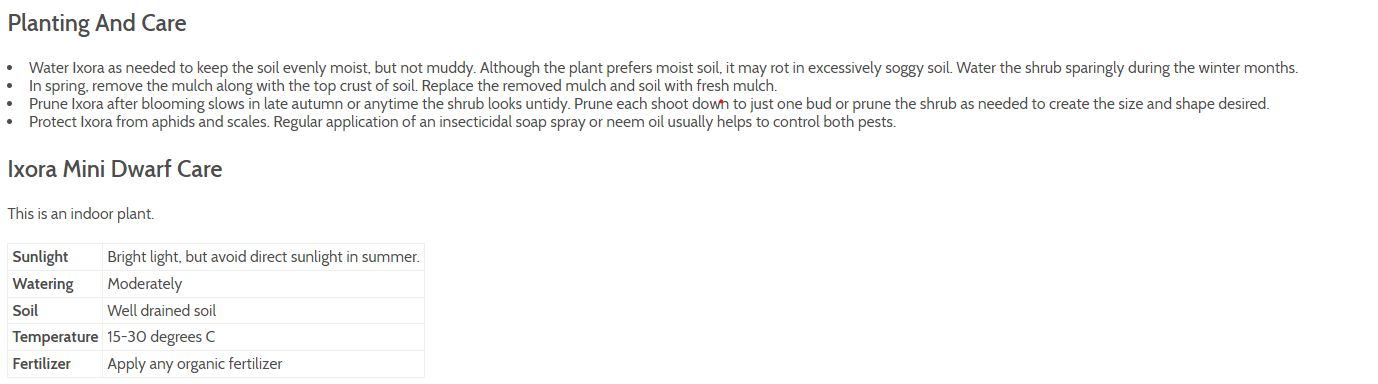 Planting And Care
• Water Ixora as needed to keep the soil evenly moist, but not muddy. Although the plant prefers moist soil, it may rot in excessively soggy soil. Water the shrub sparingly during the winter months.
• In spring, remove the mulch along with the top crust of soil. Replace the removed mulch and soil with fresh mulch.
• Prune Ixora after blooming slows in late autumn or anytime the shrub looks untidy. Prune each shoot down to just one bud or prune the shrub as needed to create the size and shape desired.
• Protect Ixora from aphids and scales. Regular application of an insecticidal soap spray or neem oil usually helps to control both pests.
Ixora Mini Dwarf Care
This is an indoor plant.
Sunlight Bright light, but avoid direct sunlight in summer.
Watering Moderately
Soil Well drained soil
Temperature 15-30 degrees C
Fertilizer Apply any organic fertilizer